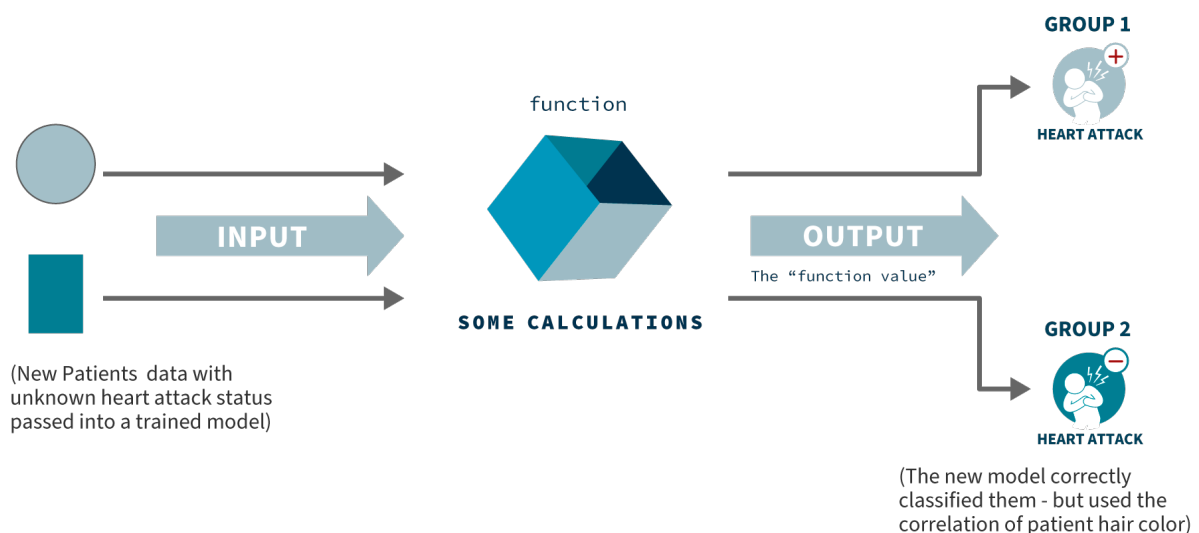 GROUP 1
HEART ATTACK
function
INPUT
OUTPUT
The “function value”
SOME CALCULATIONS
GROUP 2
HEART ATTACK
(New Patients data with
unknown heart attack status
passed into a trained model)
(The new model correctly
classified them - but used the
correlation of patient hair color)